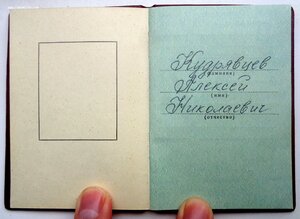 Кудрявцев
(фамилия)
Алексей
(имя)
Николаевич
(отчество)